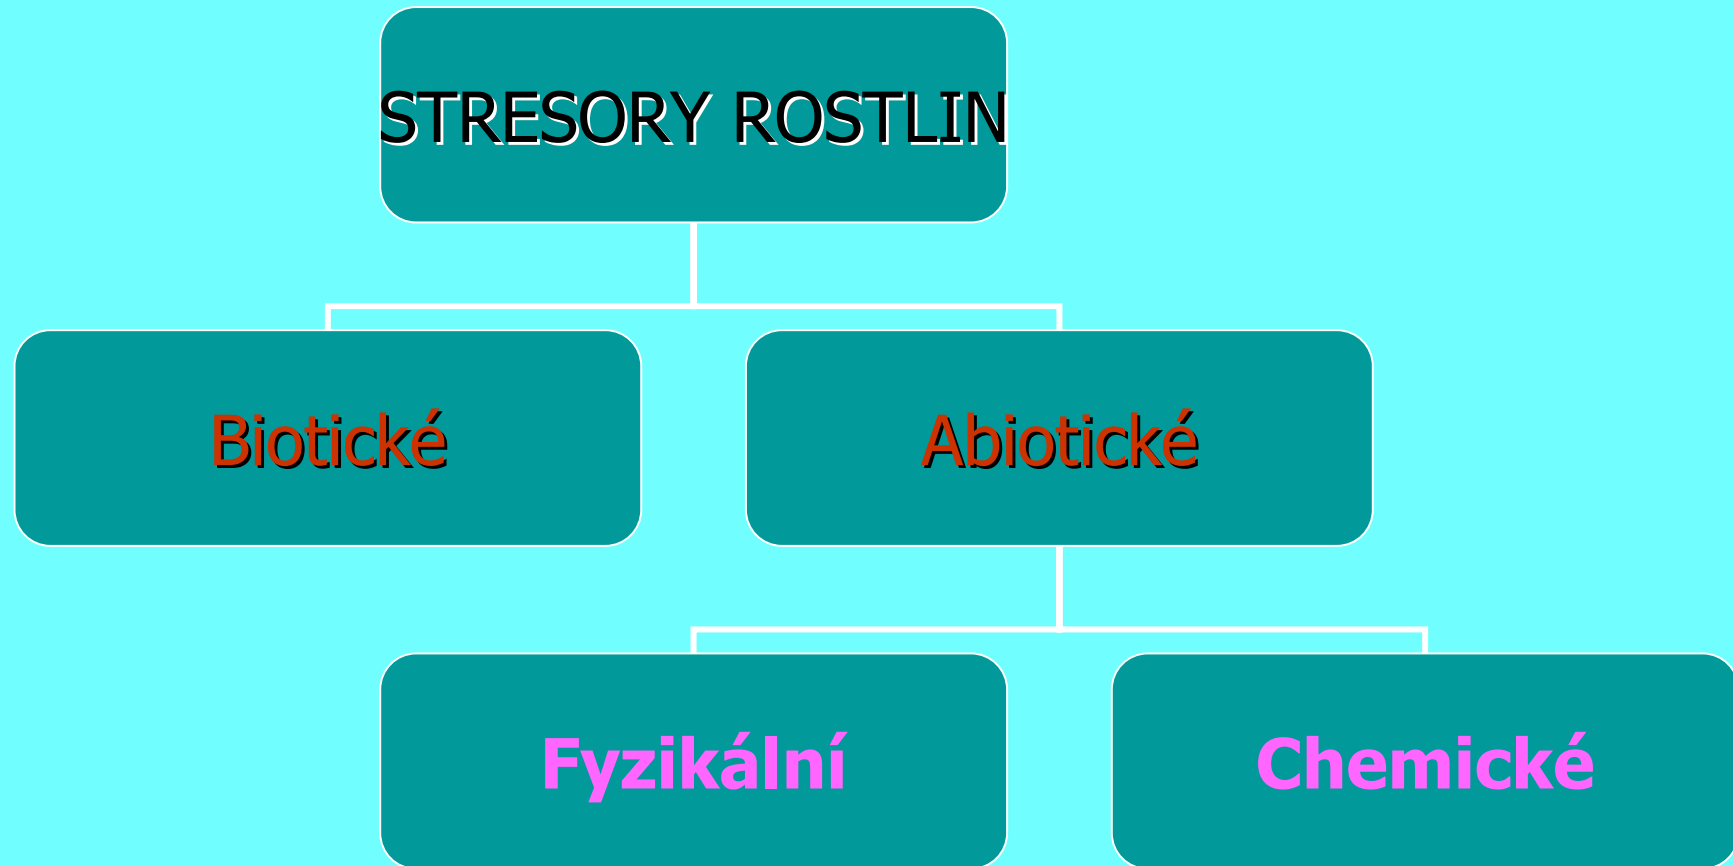 STRESORY ROSTLIN
Biotické
Abiotické
Fyzikální
Chemické